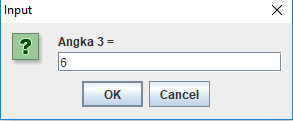 Input
?
Angka 3 =
6
OK Cancel